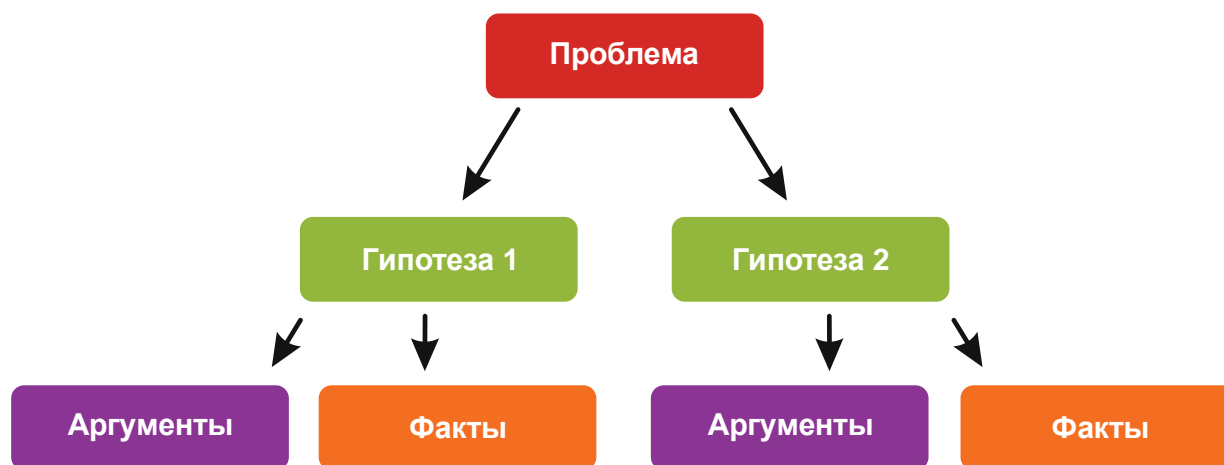 Проблема
Гипотеза 1
Гипотеза 2
Аргументы
Факты
Аргументы
Факты